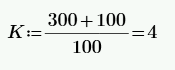 K := (300 + 100) / 100 = 4